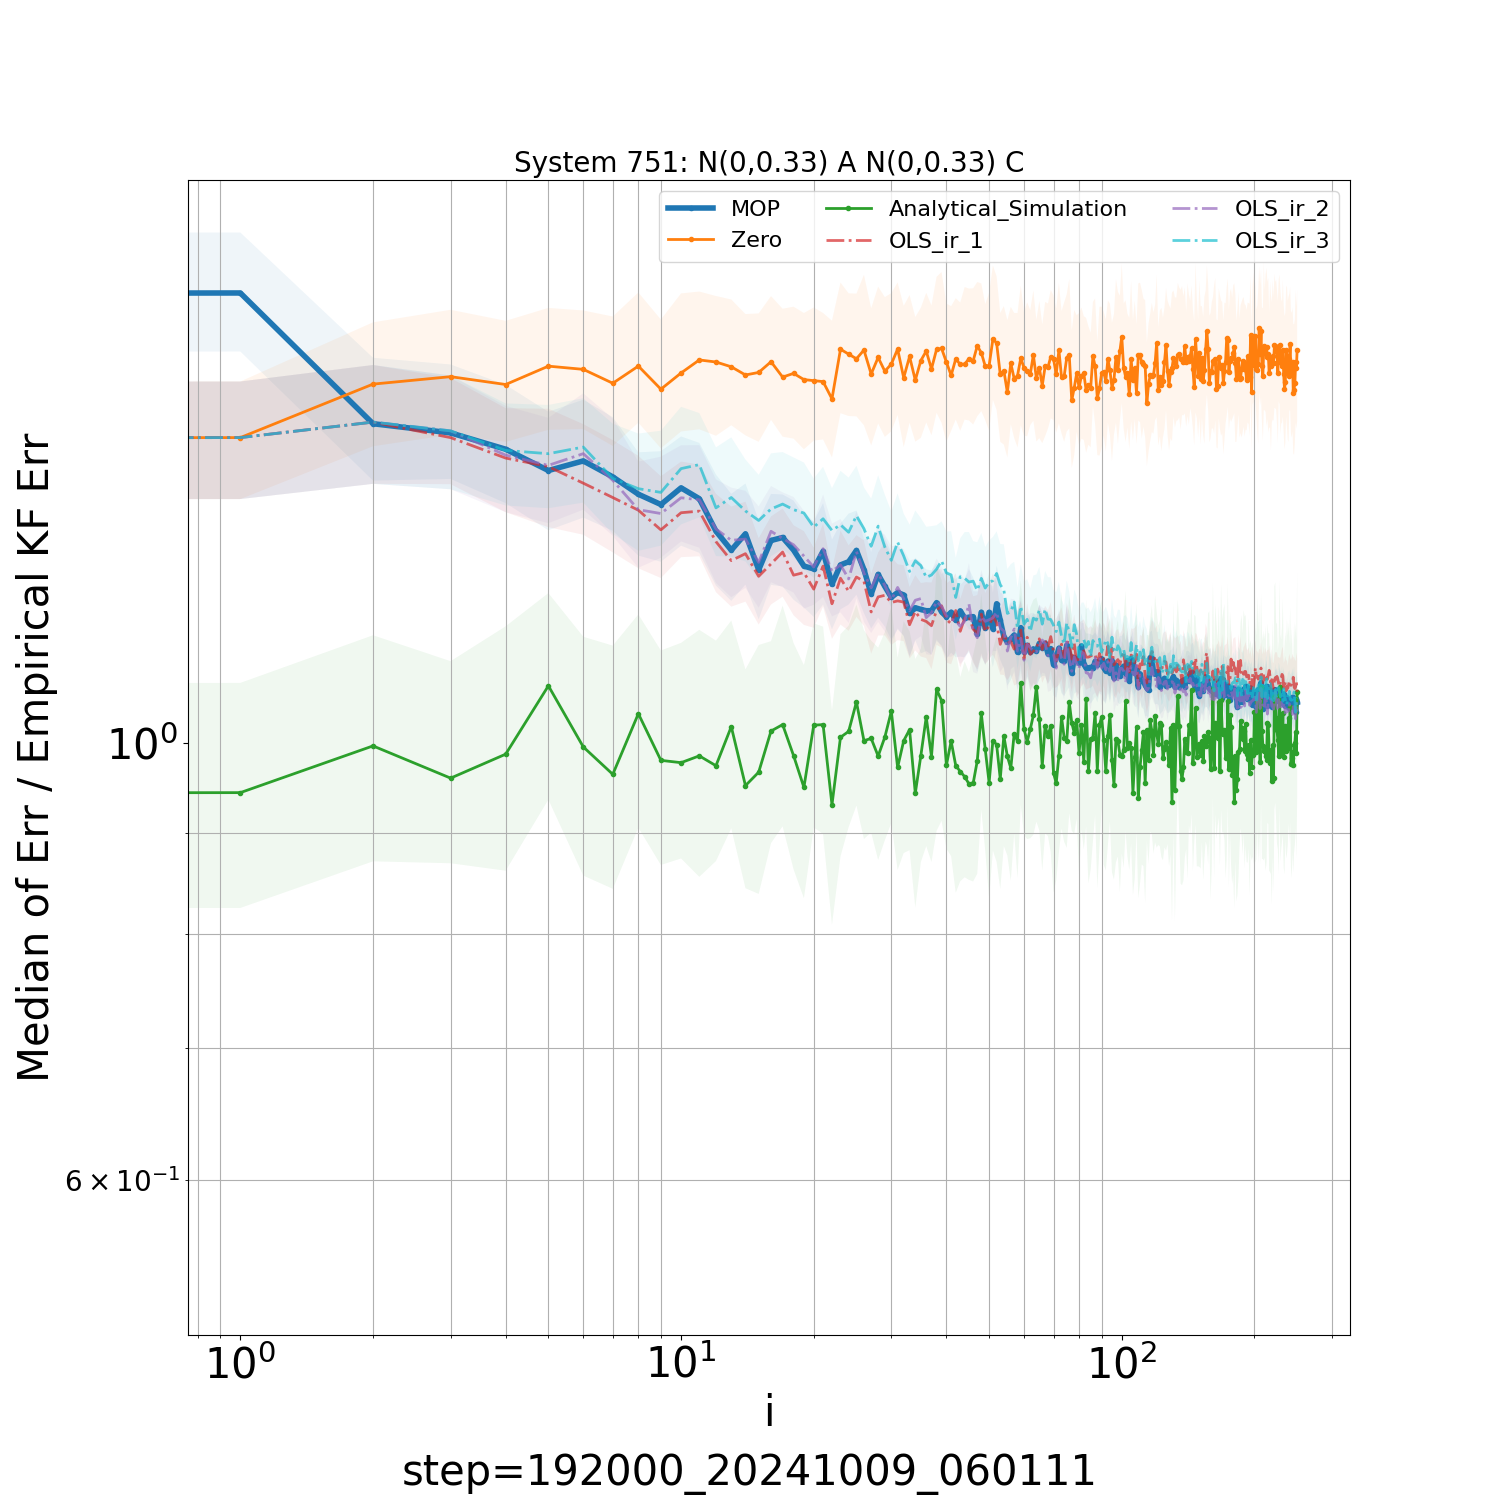 System 751: N(0,0.33) A N(0,0.33) C
MOP
Zero
Analytical_Simulation
OLS_ir_1
OLS_ir_2
OLS_ir_3
Median of Err / Empirical KF Err
10⁰
6 × 10⁻¹
10⁰ 10¹ 10²
i
step=192000_20241009_060111